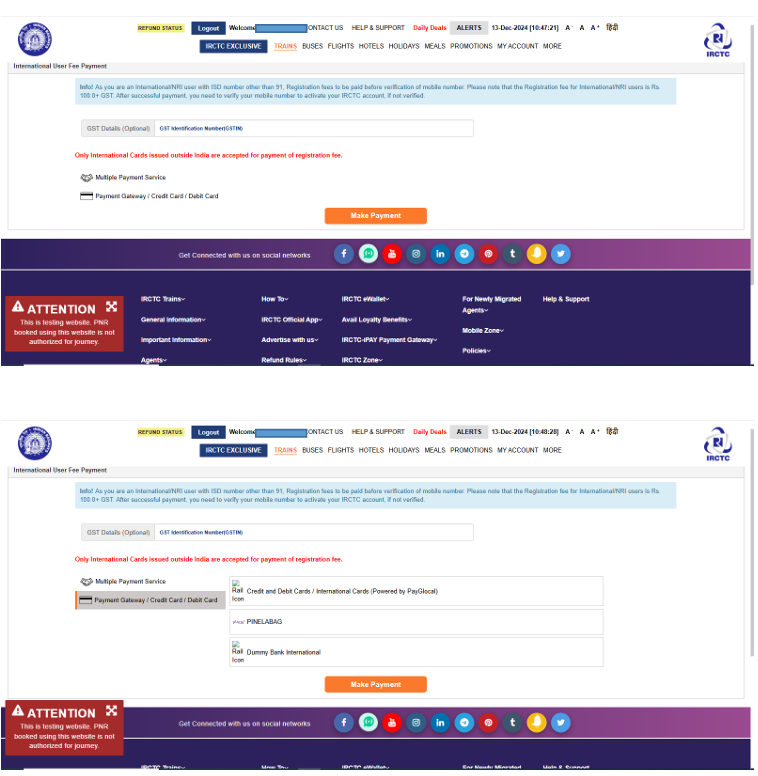 REFUND STATUS Logout Welcome ONTACT US HELP & SUPPORT Daily Deals ALERTS 13-Dec-2024 [10:47:21] A- A A+ हिंदी
IRCTC EXCLUSIVE TRAINS BUSES FLIGHTS HOTELS HOLIDAYS MEALS PROMOTIONS MY ACCOUNT MORE
IRCTC
International User Fee Payment
Info! As you are an International/NRI user with ISD number other than 91, Registration fees to be paid before verification of mobile number. Please note that the Registration fee for International/NRI users is Rs.
100.0+ GST. After successful payment, you need to verify your mobile number to activate your IRCTC account, if not verified.
GST Details (Optional) GST Identification Number(GSTIN)
Only International Cards issued outside India are accepted for payment of registration fee.
Multiple Payment Service
Payment Gateway / Credit Card / Debit Card
Make Payment
Get Connected with us on social networks
IRCTC Trains How To IRCTC eWallet For Newly Migrated Agents Help & Support
General Information IRCTC Official App Avail Loyalty Benefits Mobile Zone
Important Information Advertise with us IRCTC-iPAY Payment Gateway Policies
Agents Refund Rules IRCTC Zone
ATTENTION
This is testing website. PNR
booked using this website is not
authorized for journey.
REFUND STATUS Logout Welcome ONTACT US HELP & SUPPORT Daily Deals ALERTS 13-Dec-2024 [10:48:28] A- A A+ हिंदी
IRCTC EXCLUSIVE TRAINS BUSES FLIGHTS HOTELS HOLIDAYS MEALS PROMOTIONS MY ACCOUNT MORE
IRCTC
International User Fee Payment
Info! As you are an International/NRI user with ISD number other than 91, Registration fees to be paid before verification of mobile number. Please note that the Registration fee for International/NRI users is Rs.
100.0+ GST. After successful payment, you need to verify your mobile number to activate your IRCTC account, if not verified.
GST Details (Optional) GST Identification Number(GSTIN)
Only International Cards issued outside India are accepted for payment of registration fee.
Multiple Payment Service
Payment Gateway / Credit Card / Debit Card
Rail Icon Credit and Debit Cards / International Cards (Powered by PayGlocal)
PINELABAG
Rail Icon Dummy Bank International
Make Payment
ATTENTION
This is testing website. PNR
booked using this website is not
authorized for journey.
Get Connected with us on social networks
IRCTC Trains How To IRCTC eWallet For Newly Migrated Help & Support